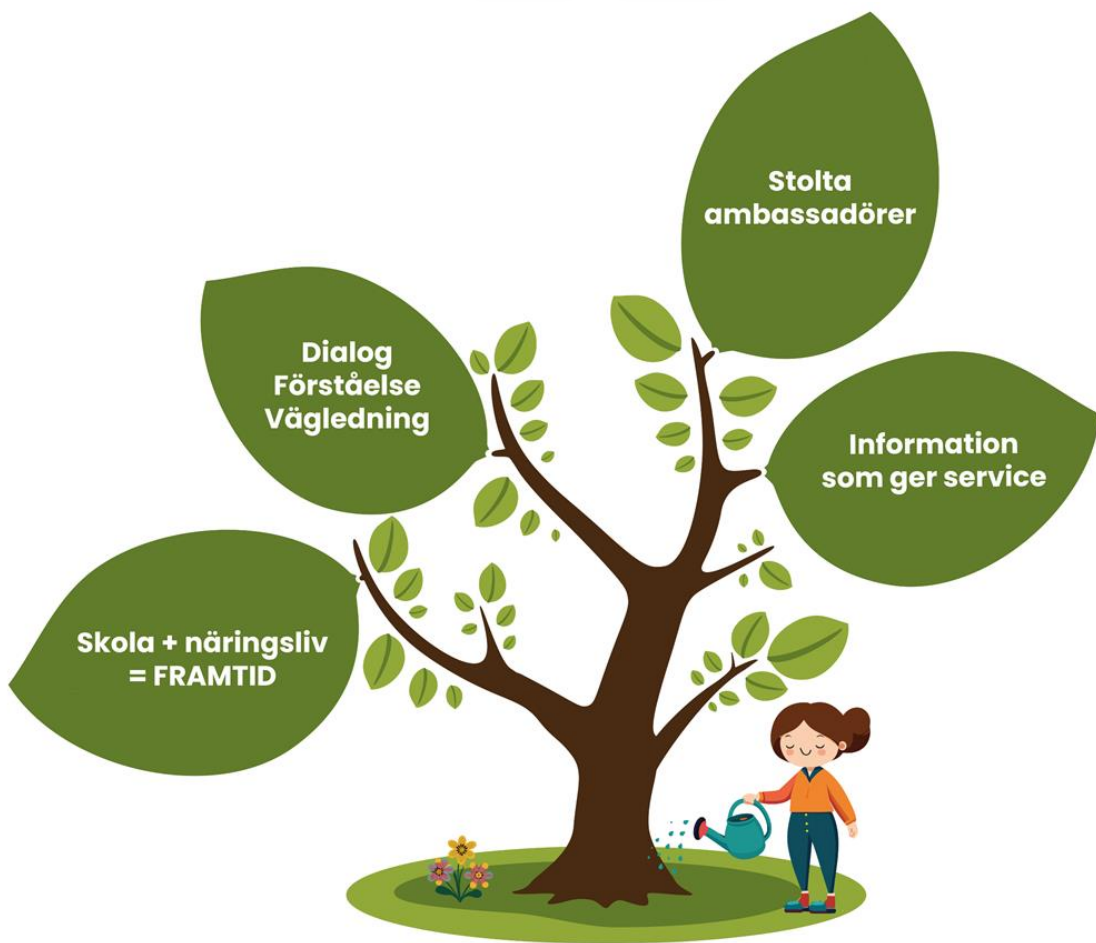 Stolta
ambassadörer
Dialog
Förståelse
Vägledning
Information
som ger service
Skola + näringsliv
= FRAMTID